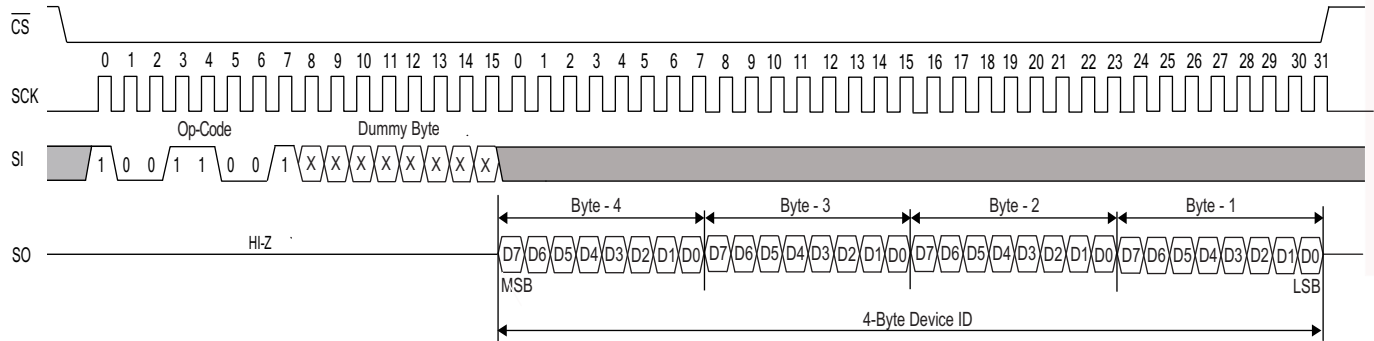 CS
0 1 2 3 4 5 6 7 8 9 10 11 12 13 14 15 0 1 2 3 4 5 6 7 8 9 10 11 12 13 14 15 16 17 18 19 20 21 22 23 24 25 26 27 28 29 30 31
SCK
Op-Code Dummy Byte
SI 1 0 0 1 1 0 0 1 X X X X X X X X
Byte - 4 Byte - 3 Byte - 2 Byte - 1
HI-Z
SO D7 D6 D5 D4 D3 D2 D1 D0 D7 D6 D5 D4 D3 D2 D1 D0 D7 D6 D5 D4 D3 D2 D1 D0 D7 D6 D5 D4 D3 D2 D1 D0
MSB LSB
4-Byte Device ID